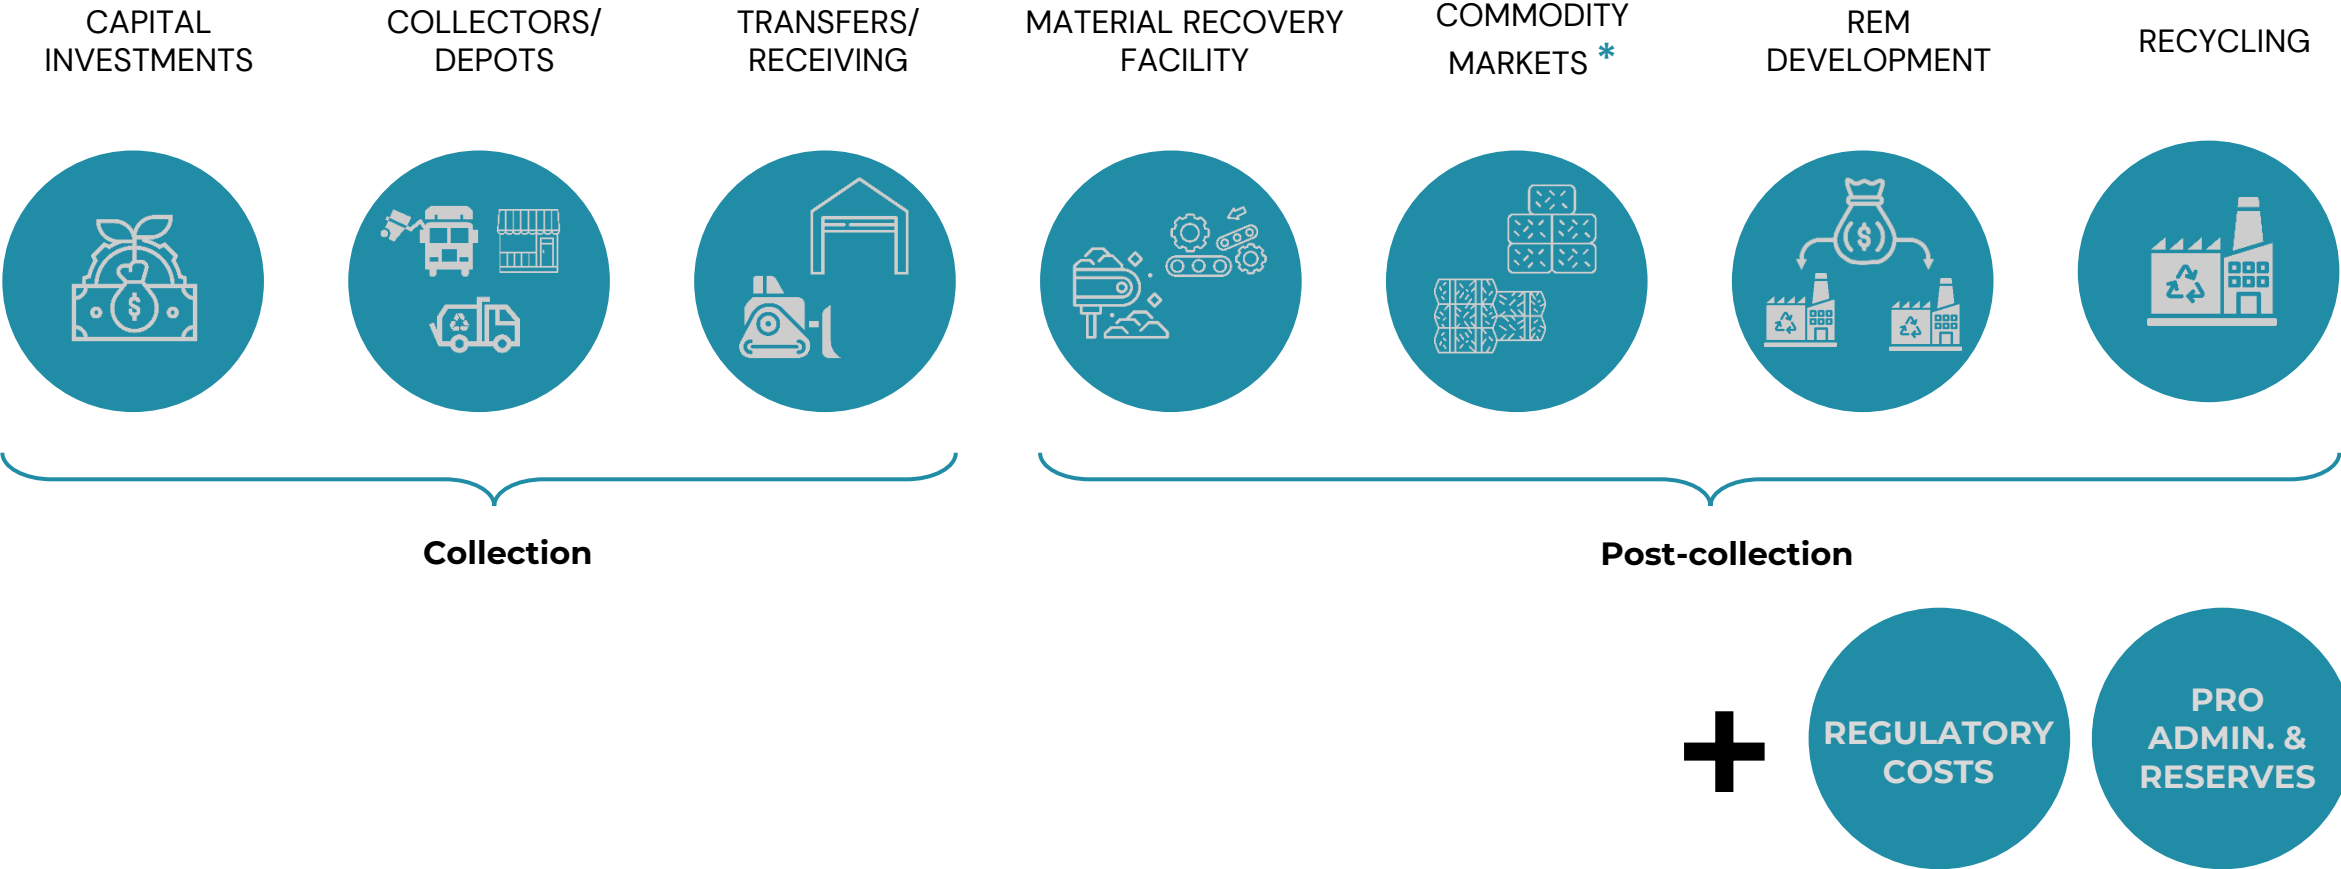 CAPITAL
INVESTMENTS
COLLECTORS/
DEPOTS
TRANSFERS/
RECEIVING
MATERIAL RECOVERY
FACILITY
COMMODITY
MARKETS *
REM
DEVELOPMENT
RECYCLING
$
$
Collection
Post-collection
+
REGULATORY
COSTS
PRO
ADMIN. &
RESERVES